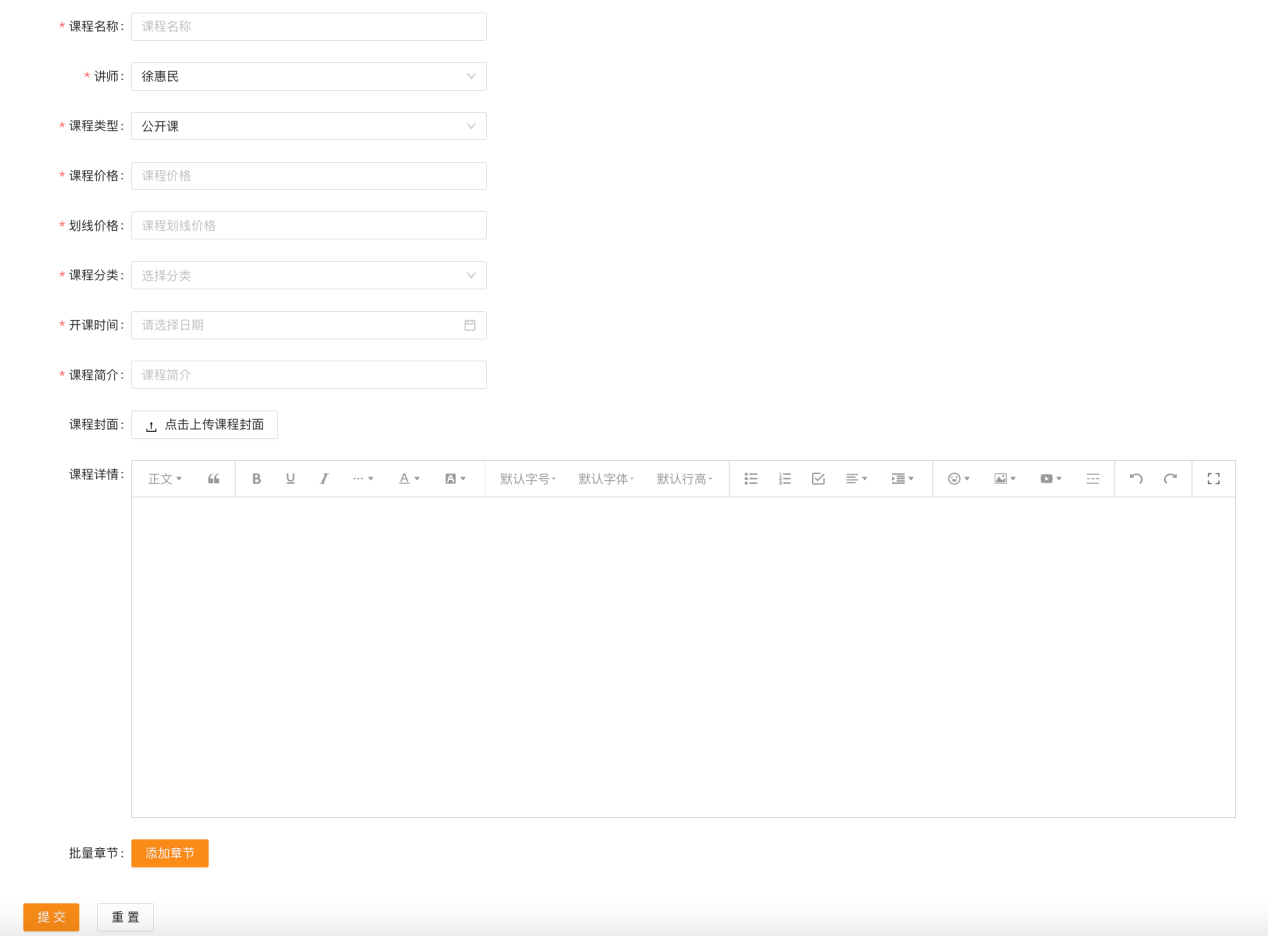 * 课程名称: 课程名称
* 讲师: 徐惠民
* 课程类型: 公开课
* 课程价格: 课程价格
* 划线价格: 课程划线价格
* 课程分类: 选择分类
* 开课时间: 请选择日期
* 课程简介: 课程简介
课程封面: 点击上传课程封面
课程详情: 正文 B U I A A 默认字号 默认字体 默认行高
批量章节: 添加章节
提交 重置